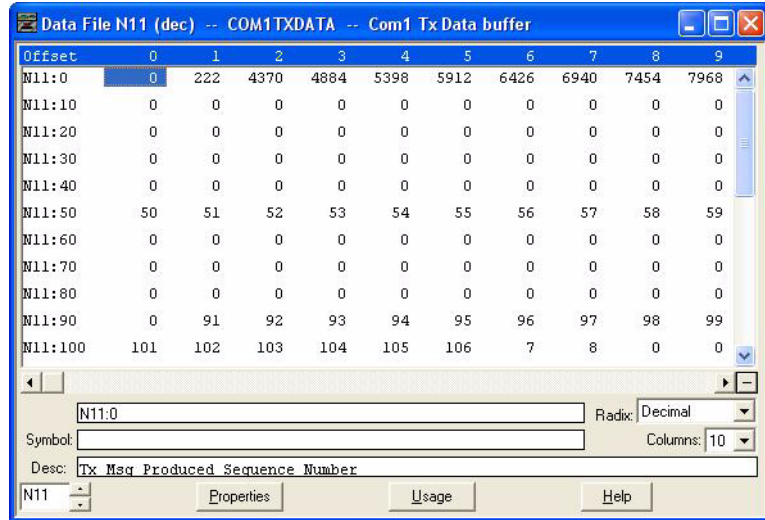 Data File N11 (dec) -- COM1TXDATA -- Com1 Tx Data buffer
Offset 0 1 2 3 4 5 6 7 8 9
N11:0 0 222 4370 4884 5398 5912 6426 6940 7454 7968
N11:10 0 0 0 0 0 0 0 0 0 0
N11:20 0 0 0 0 0 0 0 0 0 0
N11:30 0 0 0 0 0 0 0 0 0 0
N11:40 0 0 0 0 0 0 0 0 0 0
N11:50 50 51 52 53 54 55 56 57 58 59
N11:60 0 0 0 0 0 0 0 0 0 0
N11:70 0 0 0 0 0 0 0 0 0 0
N11:80 0 0 0 0 0 0 0 0 0 0
N11:90 0 91 92 93 94 95 96 97 98 99
N11:100 101 102 103 104 105 106 7 8 0 0
N11:0 Radix: Decimal
Symbol: Columns: 10
Desc: Tx Msg Produced Sequence Number
N11 Properties Usage Help